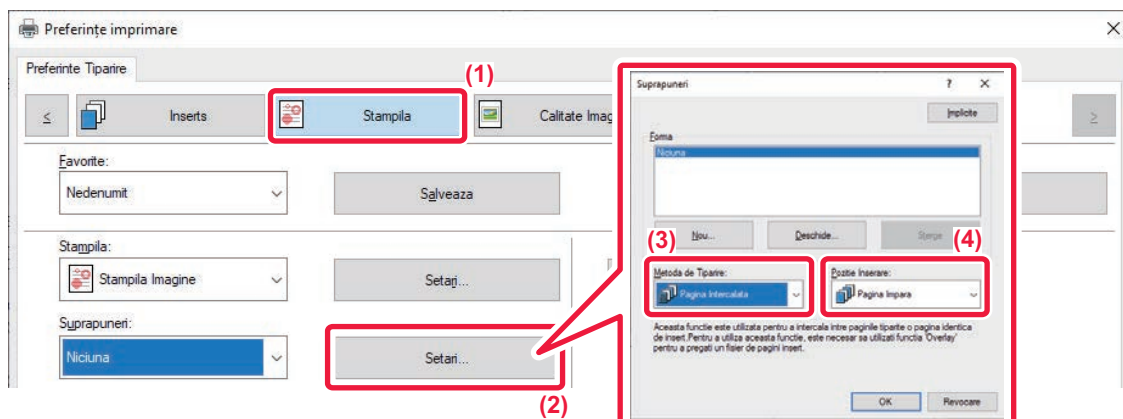 Preferințe imprimare
Preferinte Tiparire
(1)
<
Inserts
Stampila
Calitate Imag
>
Favorite:
Nedenumit
Salveaza
Stampila:
Stampila Imagine
Setari...
Suprapuneri:
Niciuna
Setari...
(2)
Suprapuneri
?
Implicite
Forma
Niciuna
Nou...
Deschide...
Sterge
(3)
(4)
Metoda de Tiparire:
Pozitie Inserare:
Pagina Intercalata
Pagina Impara
Aceasta functie este utilizata pentru a intercala intre paginile tiparite o pagina identica
de insert.Pentru a utiliza aceasta functie, este necesar sa utilizati functia 'Overlay'
pentru a pregati un fisier de pagini insert.
OK
Revocare